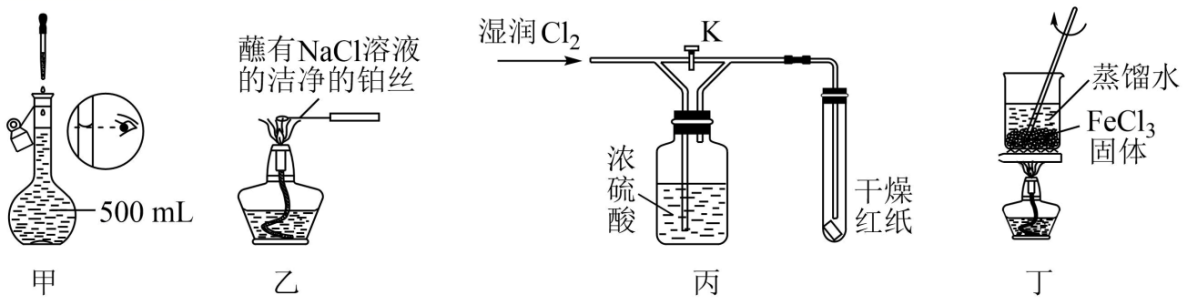 蘸有NaCl溶液
的洁净的铂丝
500 mL
甲
乙
湿润Cl₂
K
浓
硫
酸
干燥
红纸
丙
蒸馏水
FeCl₃
固体
丁